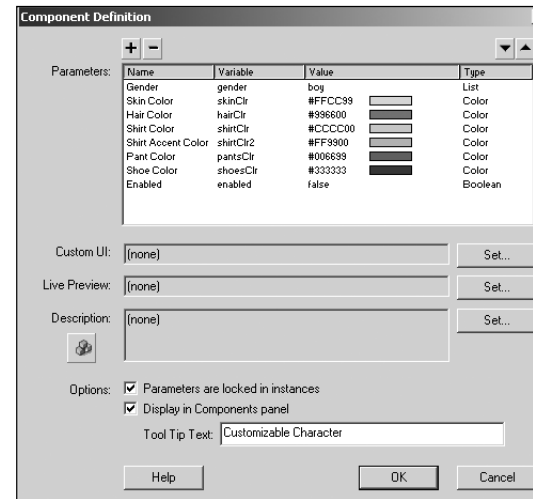 Component Definition
Parameters:
Name Variable Value Type
Gender gender boy List
Skin Color skinClr #FFCC99 Color
Hair Color hairClr #996600 Color
Shirt Color shirtClr #CCCC00 Color
Shirt Accent Color shirtClr2 #FF9900 Color
Pant Color pantsClr #006699 Color
Shoe Color shoesClr #333333 Color
Enabled enabled false Boolean
Custom UI: (none) Set...
Live Preview: (none) Set...
Description: (none) Set...
Options: Parameters are locked in instances
Display in Components panel
Tool Tip Text: Customizable Character
Help OK Cancel